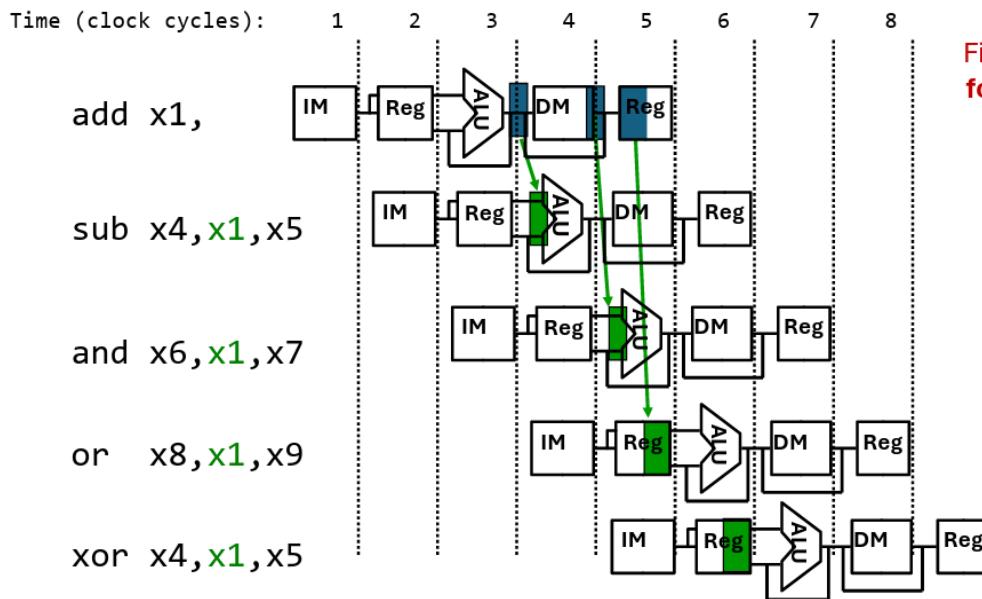 Time (clock cycles): 1 2 3 4 5 6 7 8
add x1, IM Reg ALU DM Reg
sub x4,x1,x5 IM Reg ALU DM Reg
and x6,x1,x7 IM Reg ALU DM Reg
or x8,x1,x9 IM Reg ALU DM Reg
xor x4,x1,x5 IM Reg ALU DM Reg